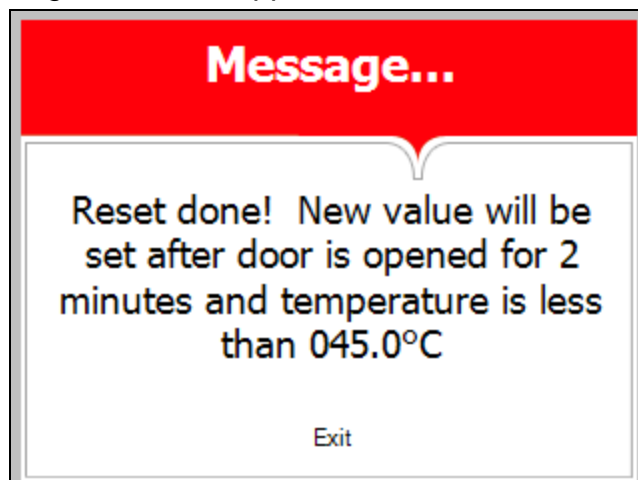 Message...
Reset done!  New value will be
set after door is opened for 2
minutes and temperature is less
than 045.0°C
Exit